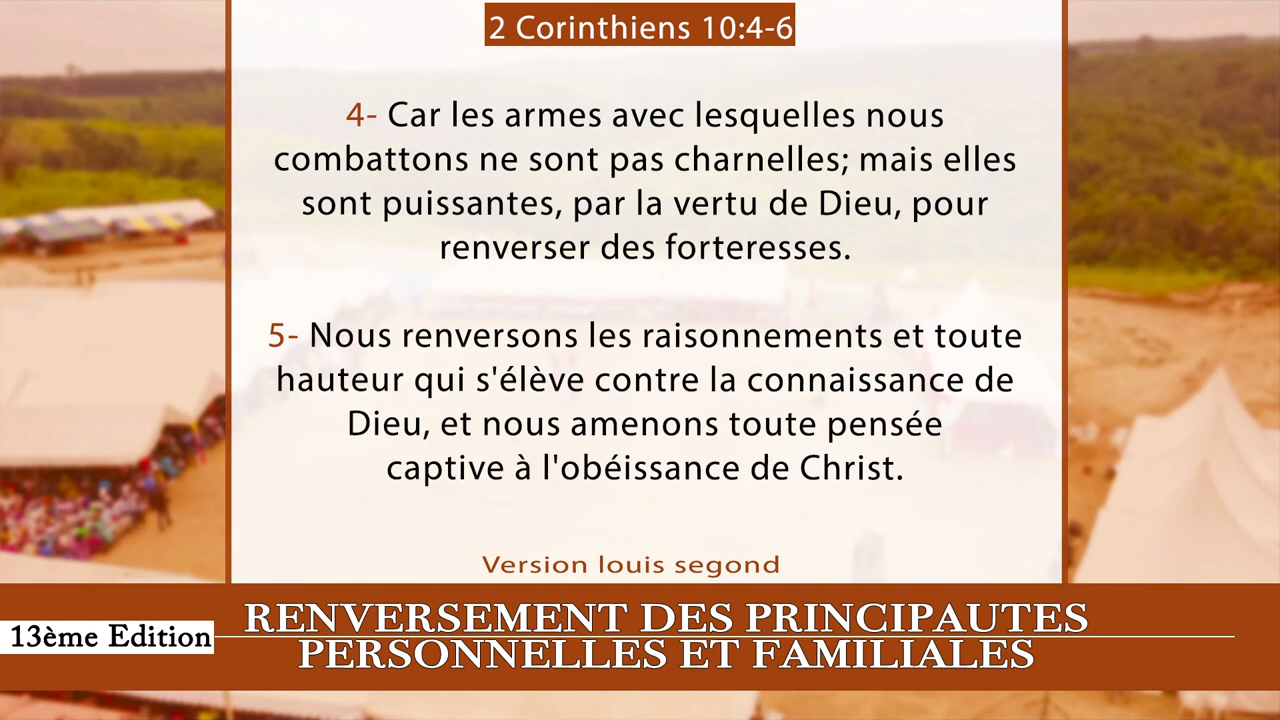 2 Corinthiens 10:4-6
4- Car les armes avec lesquelles nous
combattons ne sont pas charnelles; mais elles
sont puissantes, par la vertu de Dieu, pour
renverser des forteresses.
5- Nous renversons les raisonnements et toute
hauteur qui s'élève contre la connaissance de
Dieu, et nous amenons toute pensée
captive à l'obéissance de Christ.
Version louis segond
13ème Edition
RENVERSEMENT DES PRINCIPAUTES
PERSONNELLES ET FAMILIALES